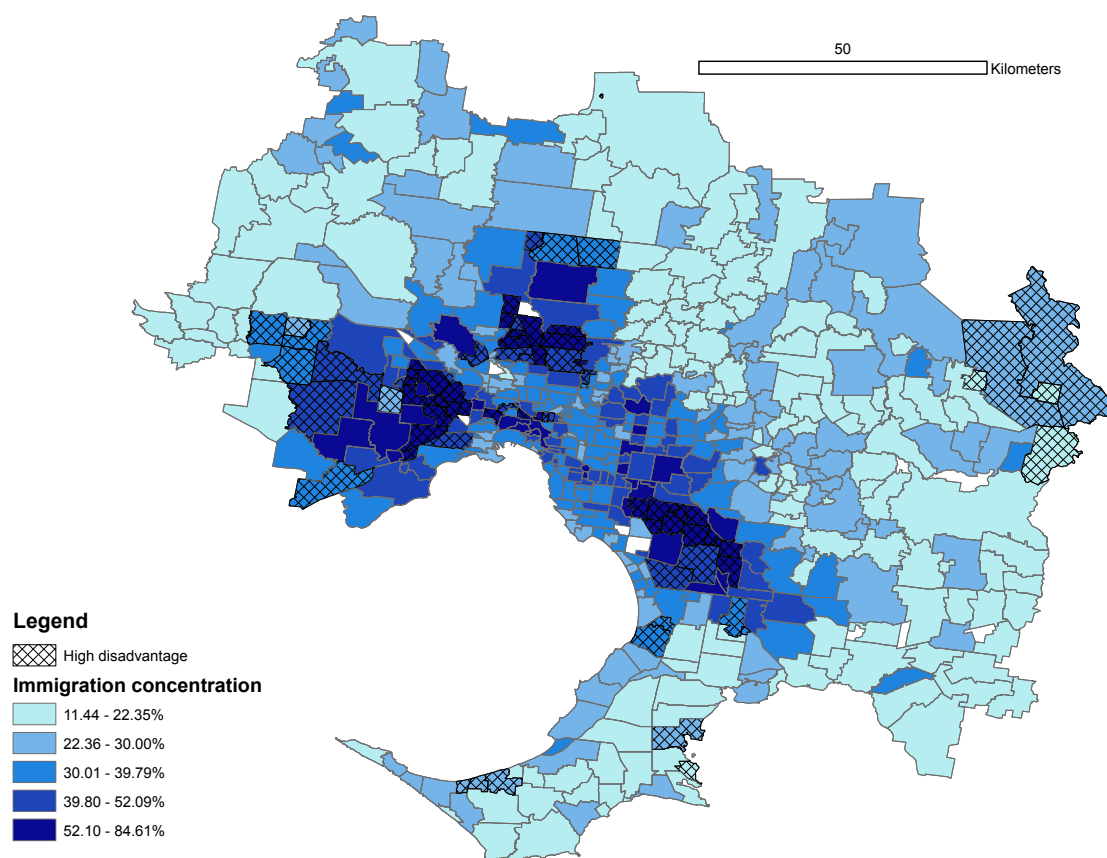 50
Kilometers
Legend
High disadvantage
Immigration concentration
11.44 - 22.35%
22.36 - 30.00%
30.01 - 39.79%
39.80 - 52.09%
52.10 - 84.61%